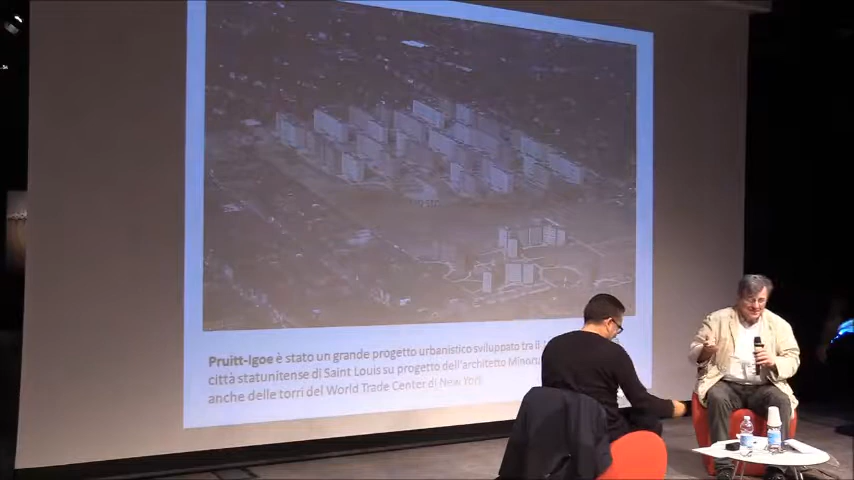 Pruitt-Igoe è stato un grande progetto urbanistico sviluppato tra il
città statunitense di Saint Louis su progetto dell'architetto Minoru
anche delle torri del World Trade Center di New York